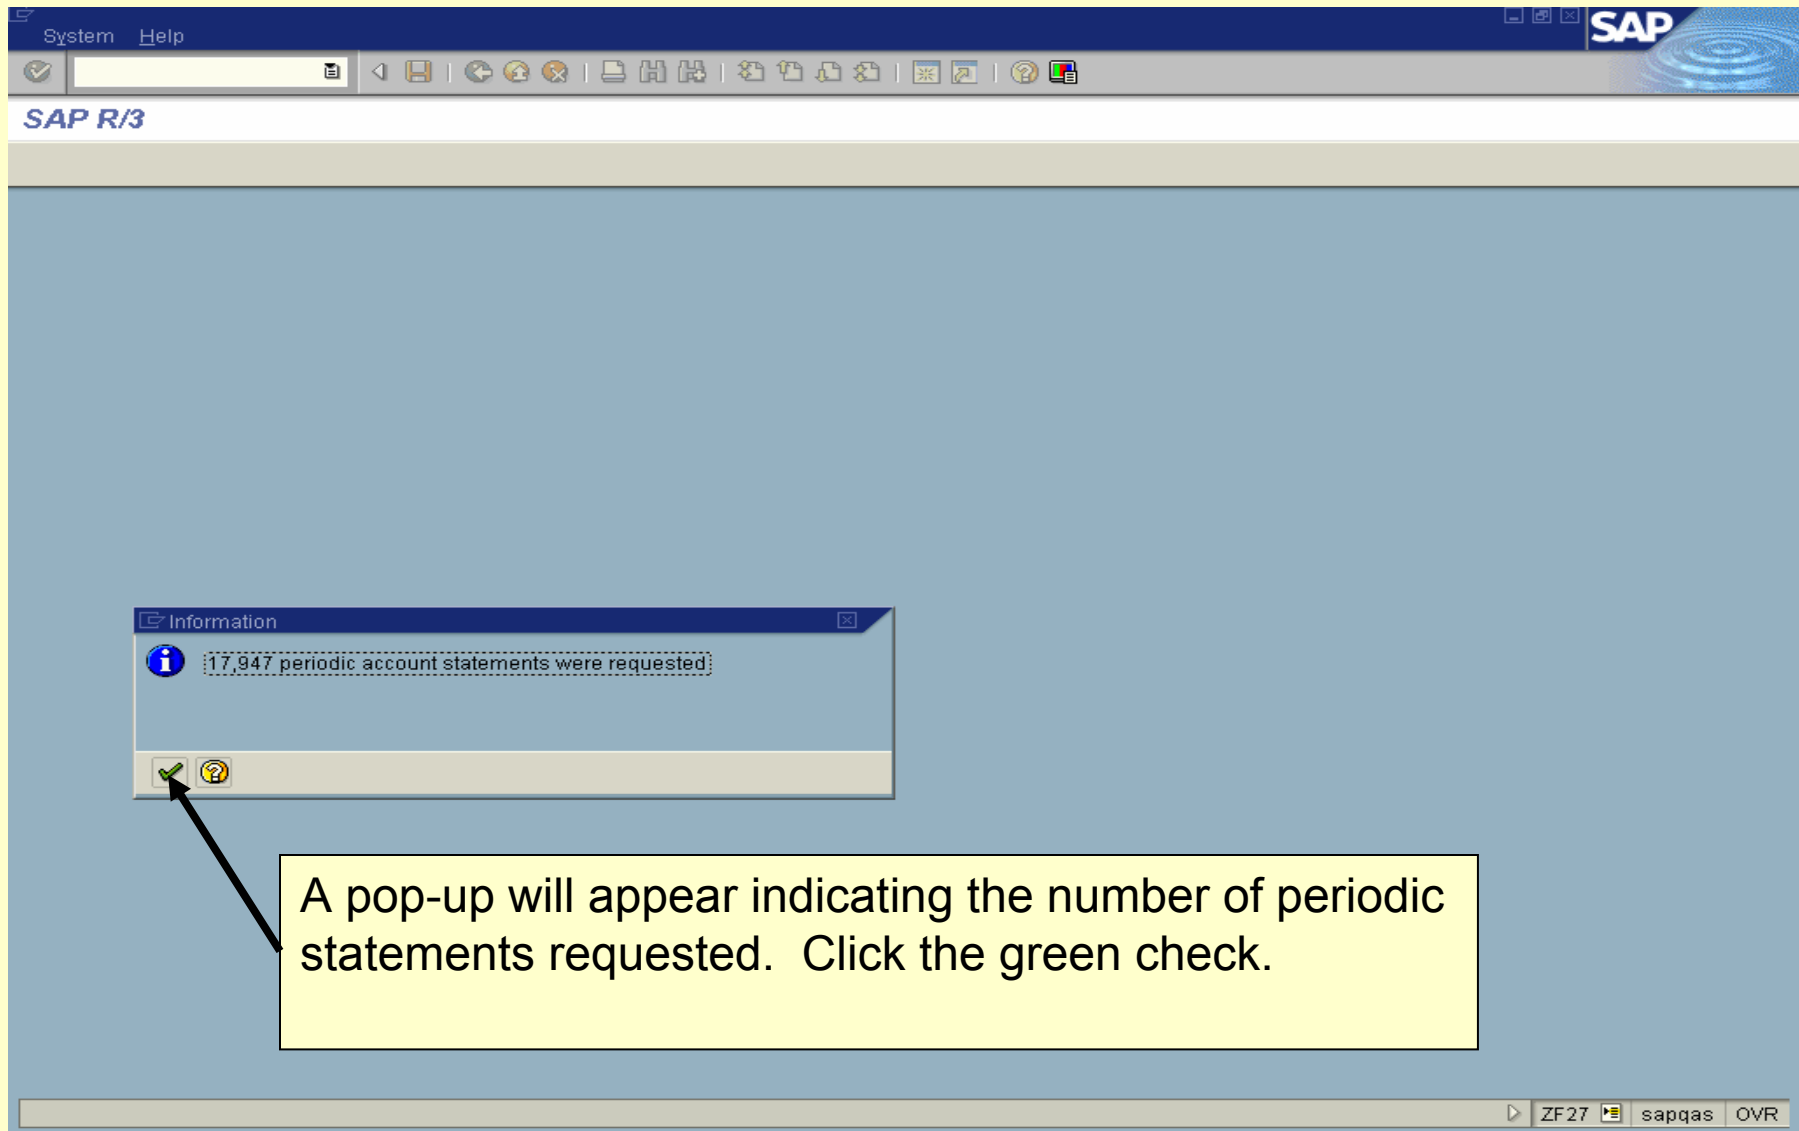 System Help
SAP
SAP R/3
Information
17,947 periodic account statements were requested
A pop-up will appear indicating the number of periodic
statements requested.  Click the green check.
ZF27 sapqas OVR